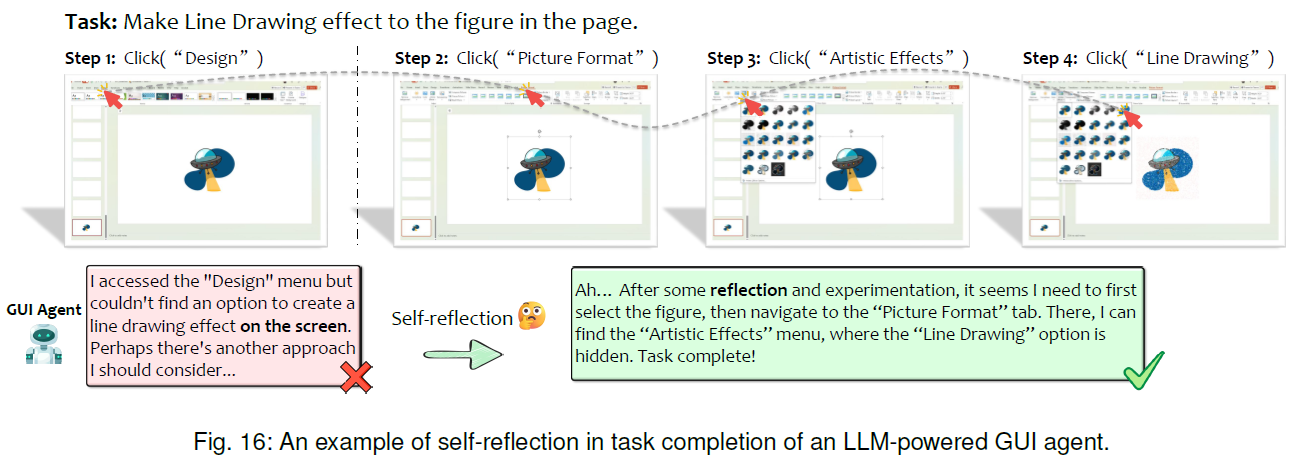 Task: Make Line Drawing effect to the figure in the page.
Step 1: Click(“Design”)
Step 2: Click(“Picture Format”)
Step 3: Click(“Artistic Effects”)
Step 4: Click(“Line Drawing”)
GUI Agent
I accessed the "Design" menu but
couldn't find an option to create a
line drawing effect on the screen.
Perhaps there's another approach
I should consider...
Self-reflection
Ah... After some reflection and experimentation, it seems I need to first
select the figure, then navigate to the “Picture Format” tab. There, I can
find the “Artistic Effects” menu, where the “Line Drawing” option is
hidden. Task complete!
Fig. 16: An example of self-reflection in task completion of an LLM-powered GUI agent.